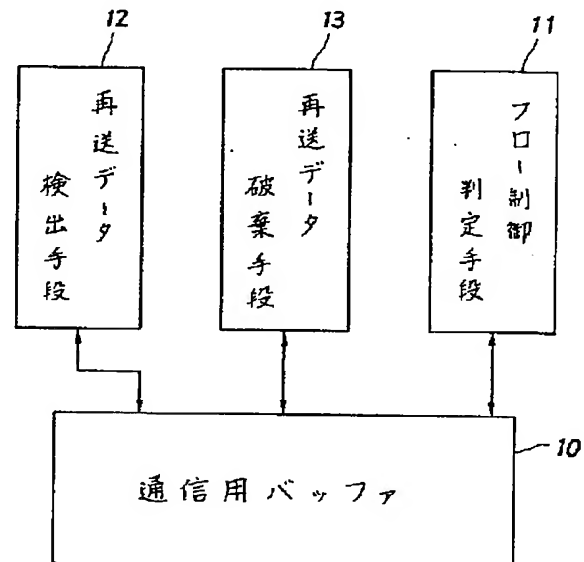 12
13
11
再送データ
検出手段
再送データ
破棄手段
フロー制御
判定手段
10
通信用バッファ